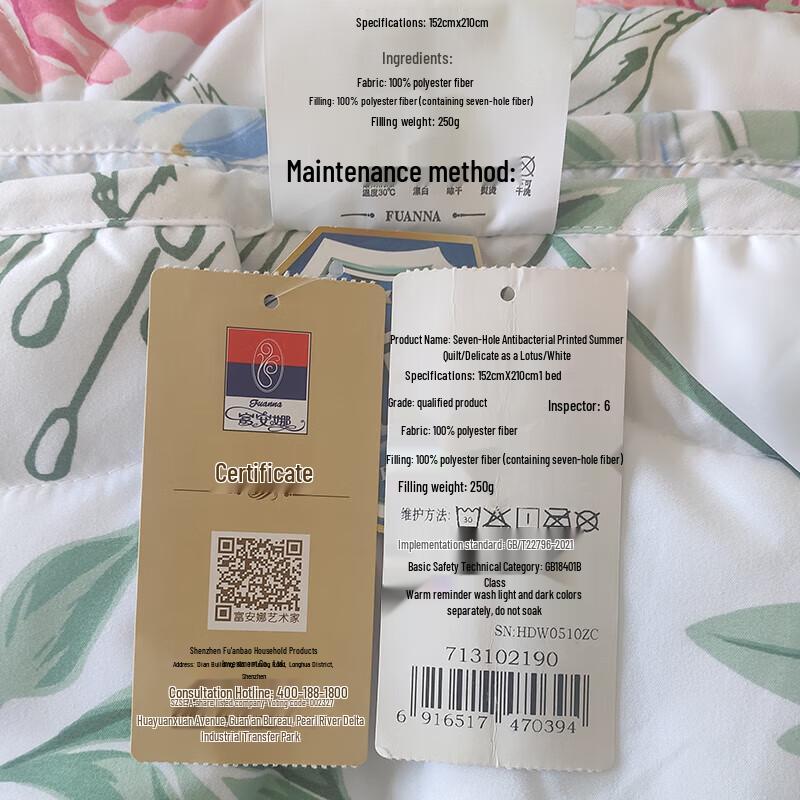 Specifications: 152cmx210cm
Ingredients:
Fabric: 100% polyester fiber
Filling: 100% polyester fiber (containing seven-hole fiber)
Filling weight: 250g
Maintenance method:
温度30℃ 漂白 晾干 熨烫 干洗
可
FUANNA
Fuanna
富安娜
Certificate
富安娜艺术家
Shenzhen Fu'anbao Household Products
Longhua District,
Shenzhen
Consultation Hotline: 400-188-1800
Huayuanxuan Avenue, Guan'an Bureau, Pearl River Delta
Industrial Transfer Park
Product Name: Seven-Hole Antibacterial Printed Summer
Quilt/Delicate as a Lotus/White
Specifications: 152cmX210cm1 bed
Grade: qualified product
Inspector: 6
Fabric: 100% polyester fiber
Filling: 100% polyester fiber (containing seven-hole fiber)
Filling weight: 250g
维护方法: 30
Implementation standard: GB/T22796-2021
Basic Safety Technical Category: GB18401B
Class
Warm reminder wash light and dark colors
separately, do not soak
SN:HDW0510ZC
713102190
6 916517 470394